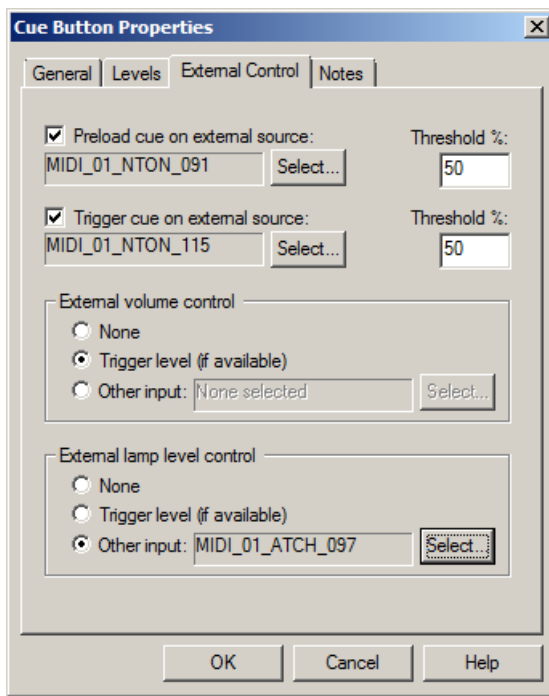 Cue Button Properties
General Levels External Control Notes
Preload cue on external source: Threshold %:
MIDI_01_NTON_091 Select... 50
Trigger cue on external source: Threshold %:
MIDI_01_NTON_115 Select... 50
External volume control
None
Trigger level (if available)
Other input: None selected Select...
External lamp level control
None
Trigger level (if available)
Other input: MIDI_01_ATCH_097 Select...
OK Cancel Help